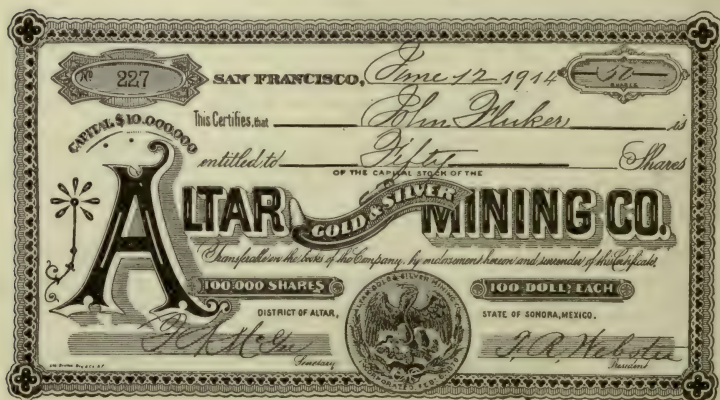 No 227 SAN FRANCISCO, June 12 1914 50
SHARES
CAPITAL $10.000.000
This Certifies, that John Fluker is
entitled to Fifty Shares
OF THE CAPITAL STOCK OF THE
ALTAR GOLD & SILVER MINING CO.
Transferable on the books of the Company, by endorsement hereon and surrender of this Certificate.
100.000 SHARES 100 DOLL; EACH
DISTRICT OF ALTAR, STATE OF SONORA, MEXICO.
Secretary T. R. Webster
President